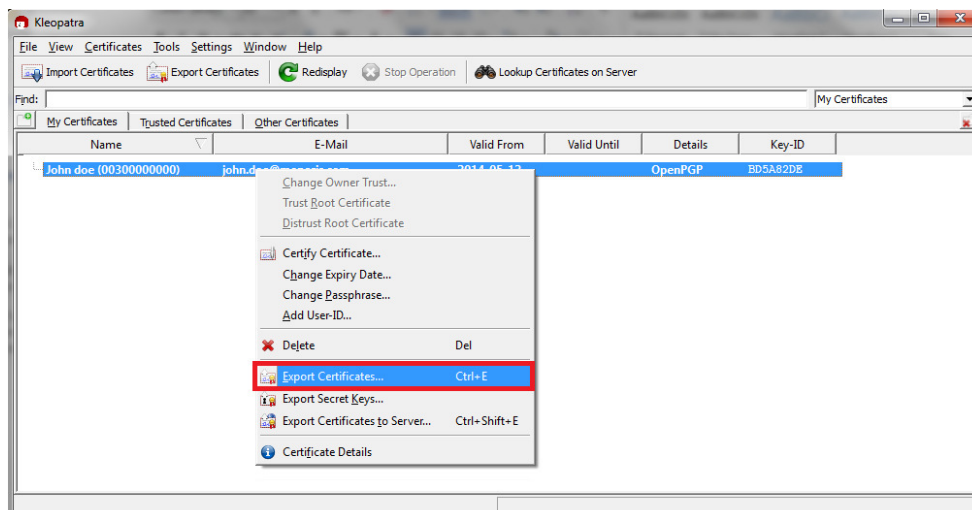 Kleopatra
File View Certificates Tools Settings Window Help
Import Certificates Export Certificates Redisplay Stop Operation Lookup Certificates on Server
Find: My Certificates
My Certificates Trusted Certificates Other Certificates
Name E-Mail Valid From Valid Until Details Key-ID
John doe (00300000000) 2014-05-12 OpenPGP BD5A82DE
Change Owner Trust...
Trust Root Certificate
Distrust Root Certificate
Certify Certificate...
Change Expiry Date...
Change Passphrase...
Add User-ID...
Delete Del
Export Certificates... Ctrl+E
Export Secret Keys...
Export Certificates to Server... Ctrl+Shift+E
Certificate Details